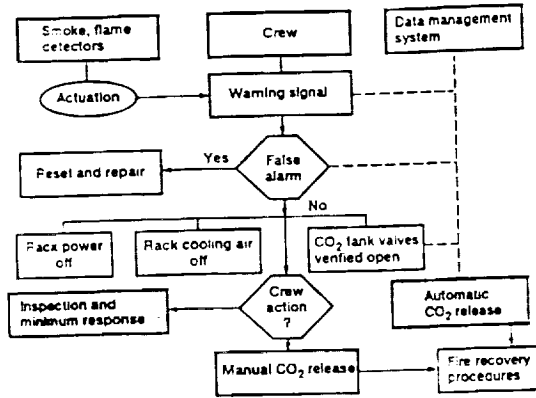 Smoke, flame
detectors
Crew
Data management
system
Actuation
Warning signal
Yes
False
alarm
Reset and repair
No
Rack power
off
Rack cooling air
off
CO2 tank valves
verified open
Crew
action
?
Inspection and
minimum response
Automatic
CO2 release
Manual CO2 release
Fire recovery
procedures